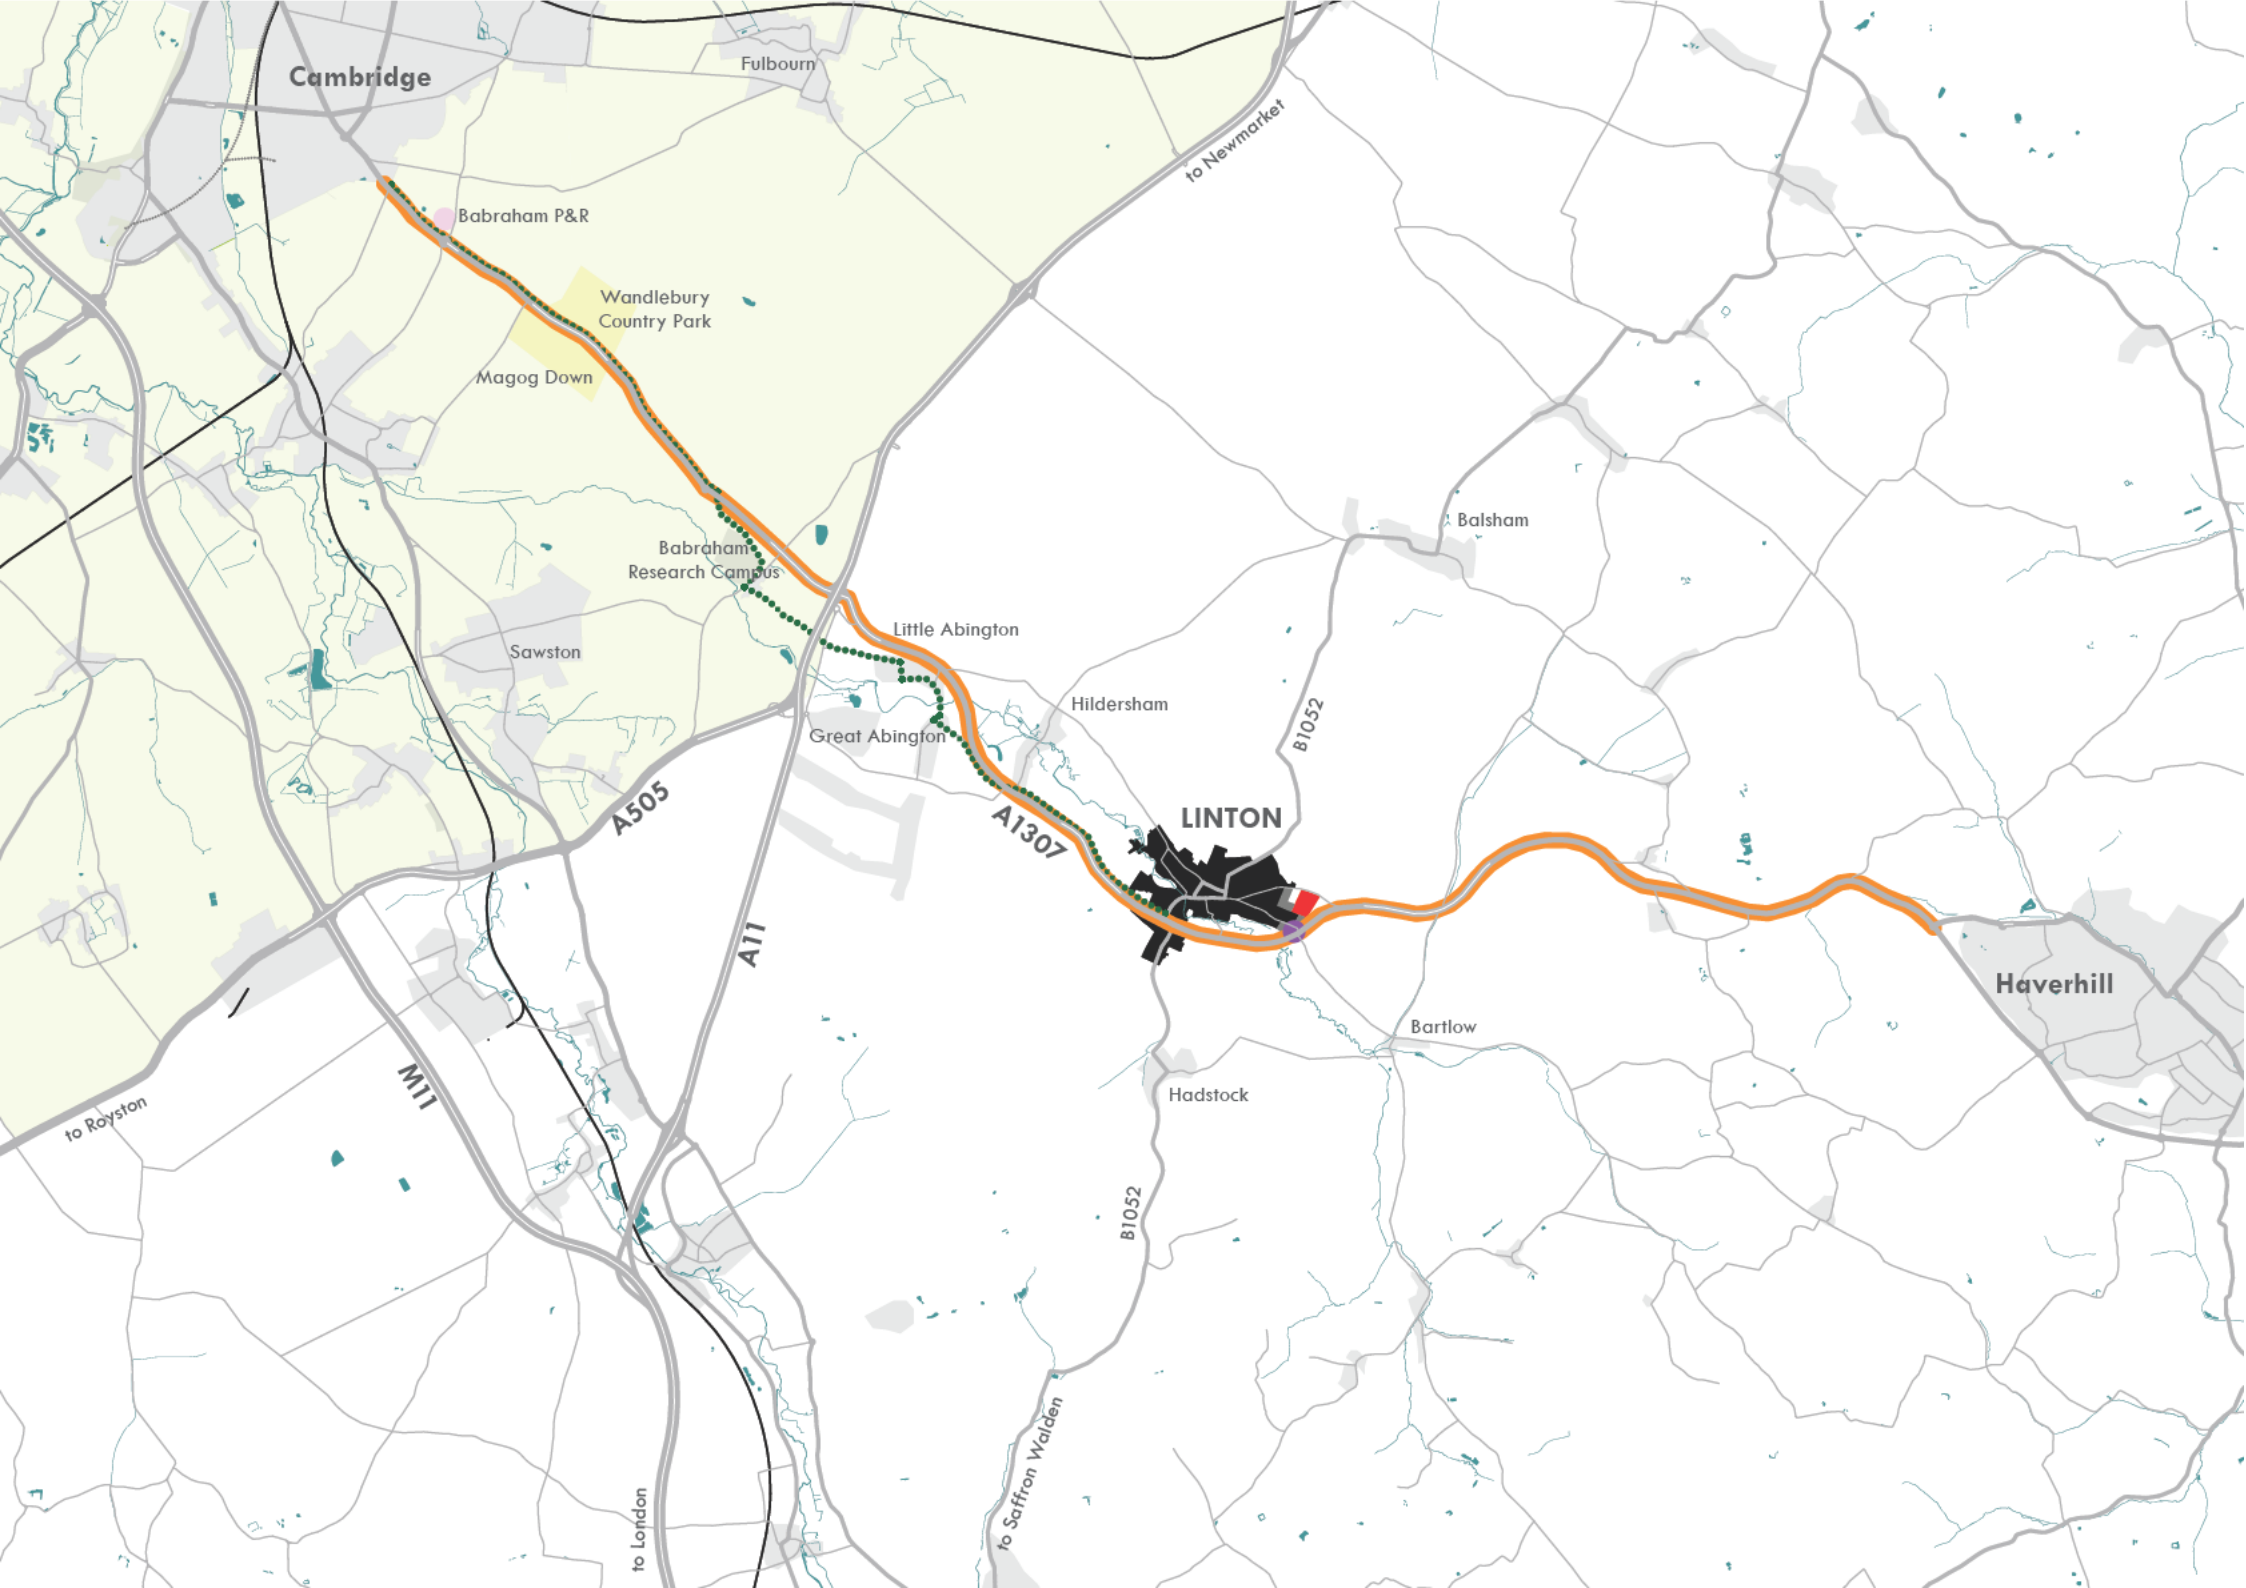 Fulbourn
Cambridge
to Newmarket
Babraham P&R
Wandlebury
Country Park
Magog Down
Balsham
Babraham
Research Campus
Little Abington
Sawston
Hildersham
B1052
Great Abington
A505
A1307
LINTON
A11
Haverhill
Bartlow
M11
Hadstock
to Royston
B1052
to Saffron Walden
to London